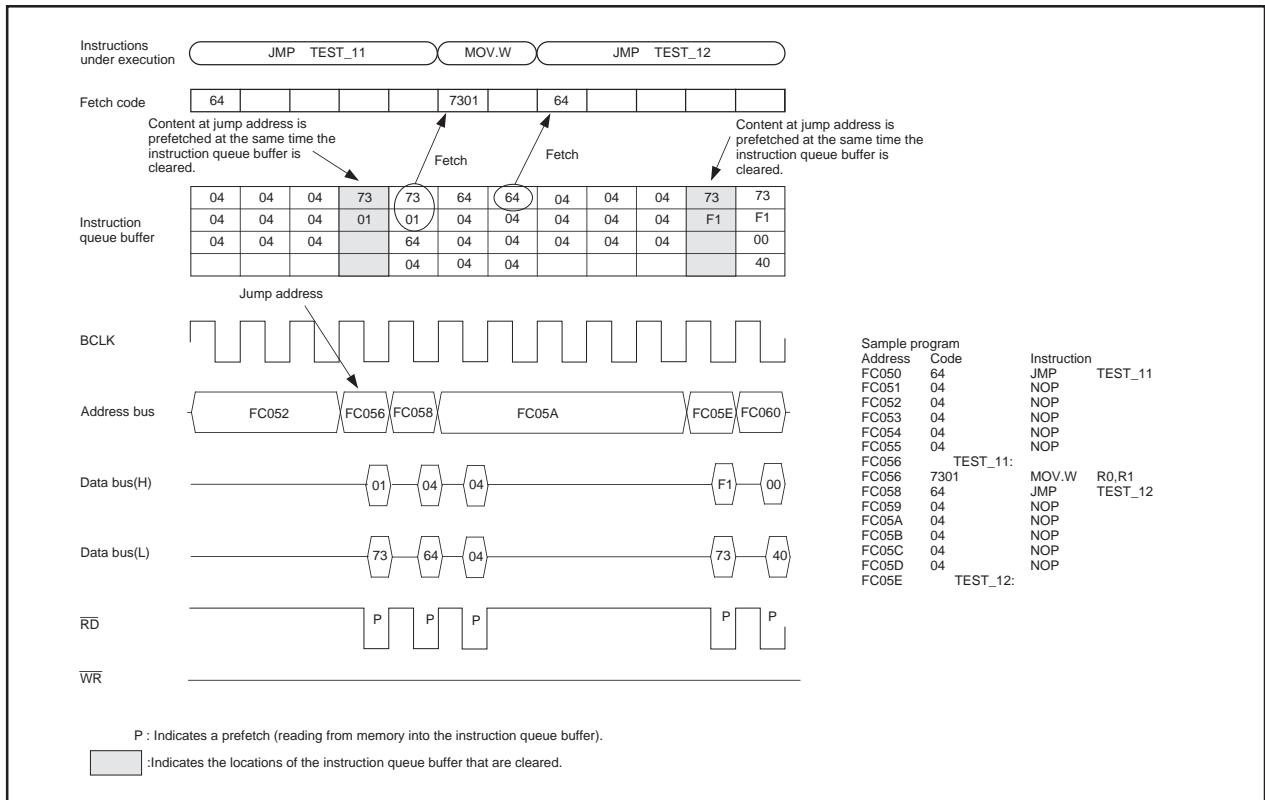 Instructions
under execution
JMP TEST_11 MOV.W JMP TEST_12
Fetch code 64 7301 64
Content at jump address is
prefetched at the same time the
instruction queue buffer is
cleared.
Fetch
Fetch
Content at jump address is
prefetched at the same time the
instruction queue buffer is
cleared.
Instruction
queue buffer
04 04 04 73 73 64 64 04 04 04 73 73
04 04 04 01 01 04 04 04 04 04 F1 F1
04 04 04 64 04 04 04 04 04 00
04 04 04 40
Jump address
BCLK
Address bus FC052 FC056 FC058 FC05A FC05E FC060
Data bus(H) 01 04 04 F1 00
Data bus(L) 73 64 04 73 40
RD P P P P P
WR
Sample program
Address Code Instruction
FC050 64 JMP TEST_11
FC051 04 NOP
FC052 04 NOP
FC053 04 NOP
FC054 04 NOP
FC055 04 NOP
FC056 TEST_11:
FC056 7301 MOV.W R0,R1
FC058 64 JMP TEST_12
FC059 04 NOP
FC05A 04 NOP
FC05B 04 NOP
FC05C 04 NOP
FC05D 04 NOP
FC05E TEST_12:
P : Indicates a prefetch (reading from memory into the instruction queue buffer).
:Indicates the locations of the instruction queue buffer that are cleared.